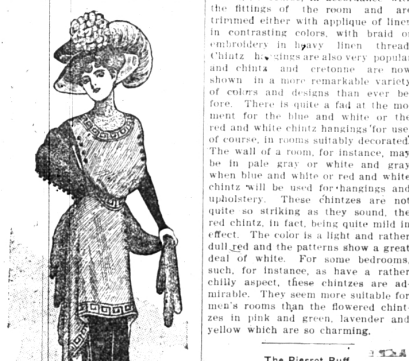 the fittings of the room and are
trimmed either with applique of linen
in contrasting colors, with braid o
embroidery in heavy linen thread
Chintz hangings are also very popular
and chintz and cretonne are now
shown in a more remarkable variety
of colors and designs than ever be
fore. There is quite a fad at the mo
ment for the blue and white or the
red and white chintz hangings for use
of course, in rooms suitably decorated
The wall of a room, for instance, may
be in pale gray or white and gray
when blue and white or red and white
chintz will be used for hangings and
upholstery. These chintzes are not
quite so striking as they sound, the
red chintz, in fact, being quite mild in
effect. The color is a light and rather
dull red and the patterns show a great
deal of white. For some bedrooms,
such, for instance, as have a rather
chilly aspect, these chintzes are ad
mirable. They seem more suitable for
men's rooms than the flowered chint
zes in pink and green, lavender and
yellow which are so charming.
The Pierrot Ruff